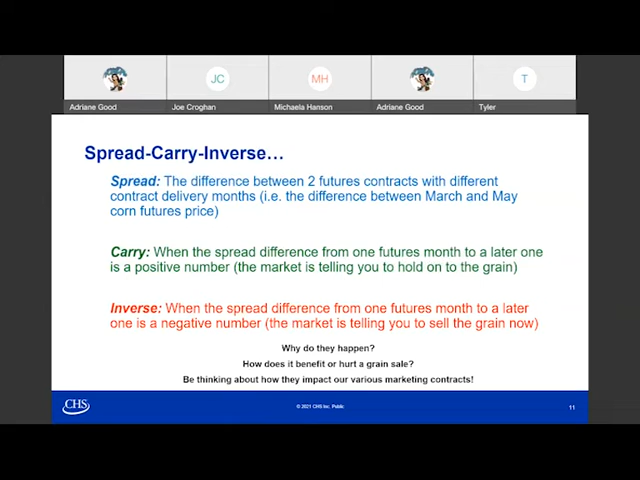 JC
MH
T
Adriane Good
Joe Croghan
Michaela Hanson
Adriane Good
Tyler
Spread-Carry-Inverse…
Spread: The difference between 2 futures contracts with different
contract delivery months (i.e. the difference between March and May
corn futures price)
Carry: When the spread difference from one futures month to a later one
is a positive number (the market is telling you to hold on to the grain)
Inverse: When the spread difference from one futures month to a later
one is a negative number (the market is telling you to sell the grain now)
Why do they happen?
How does it benefit or hurt a grain sale?
Be thinking about how they impact our various marketing contracts!
CHS
© 2021 CHS Inc. Public
11